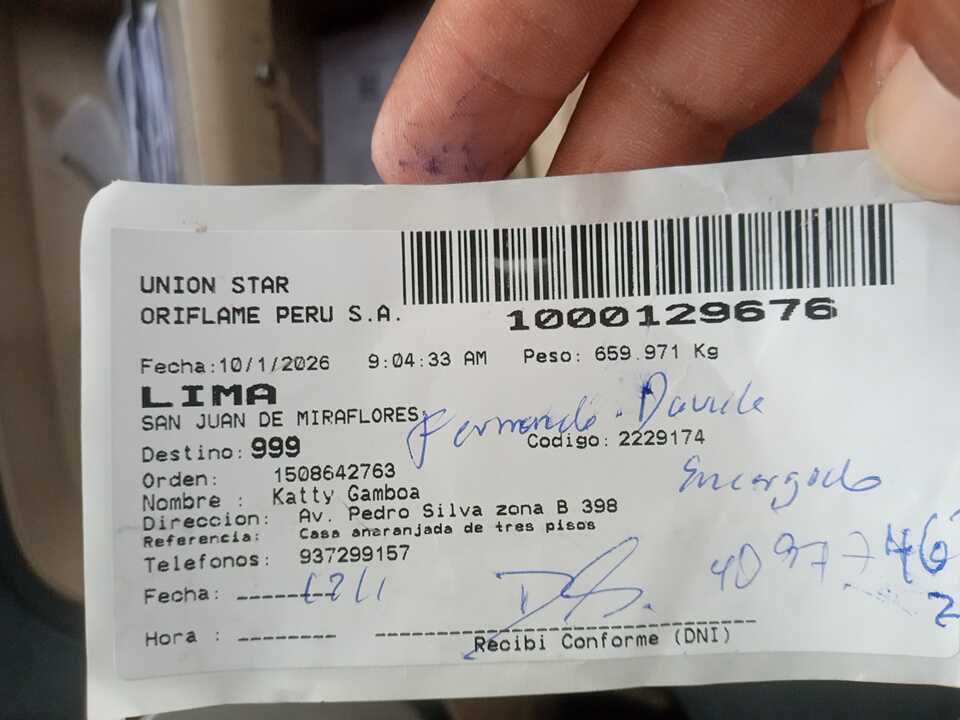 UNION STAR
ORIFLAME PERU S.A.
1000129676
Fecha:10/1/2026 9:04:33 AM Peso: 659.971 Kg
LIMA
SAN JUAN DE MIRAFLORES,
Fernando. Davila
Destino: 999 Codigo: 2229174
Orden: 1508642763
Encargado
Nombre : Katty Gamboa
Direccion: Av. Pedro Silva zona B 398
Referencia: Casa anaranjada de tres pisos
Telefonos: 937299157
Fecha: --------
Hora : --------
Recibi Conforme (DNI)